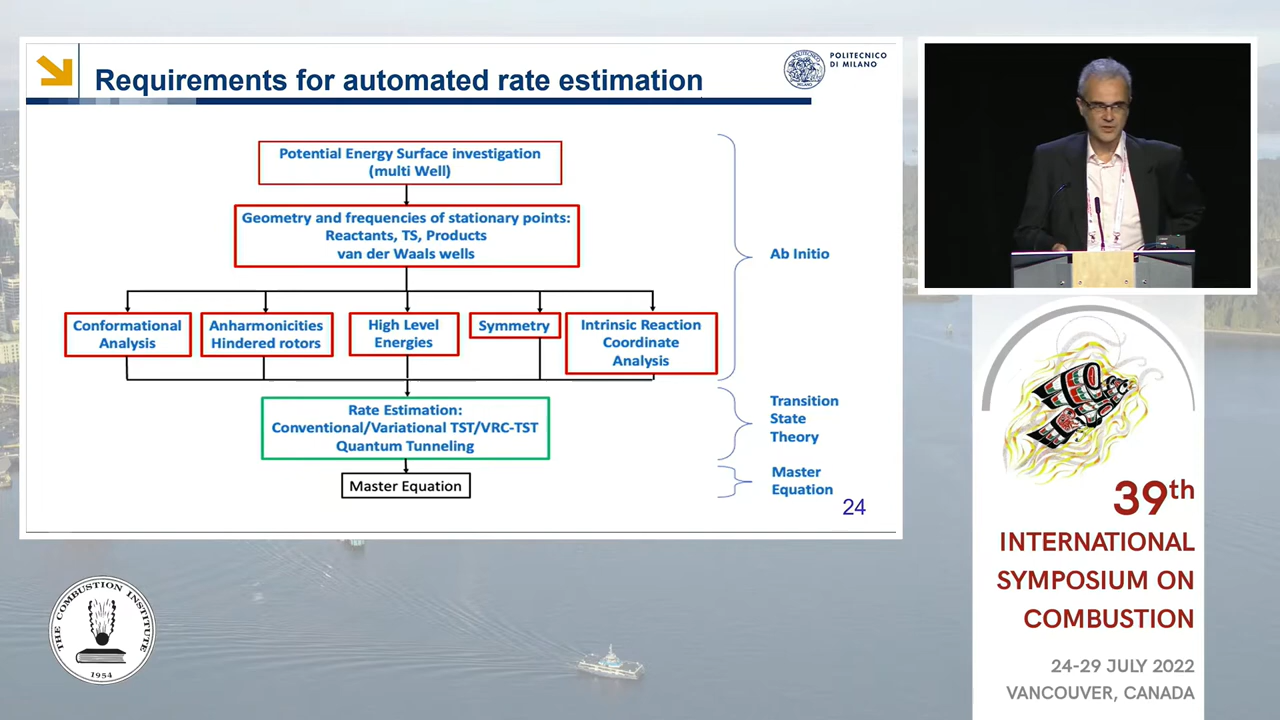 Requirements for automated rate estimation
POLITECNICO
DI MILANO
Potential Energy Surface investigation
(multi Well)
Geometry and frequencies of stationary points:
Reactants, TS, Products
van der Waals wells
Conformational
Analysis
Anharmonicities
Hindered rotors
High Level
Energies
Symmetry
Intrinsic Reaction
Coordinate
Analysis
Rate Estimation:
Conventional/Variational TST/VRC-TST
Quantum Tunneling
Master Equation
Ab Initio
Transition
State
Theory
Master
Equation
24
THE COMBUSTION INSTITUTE
1954
39th
INTERNATIONAL
SYMPOSIUM ON
COMBUSTION
24-29 JULY 2022
VANCOUVER, CANADA